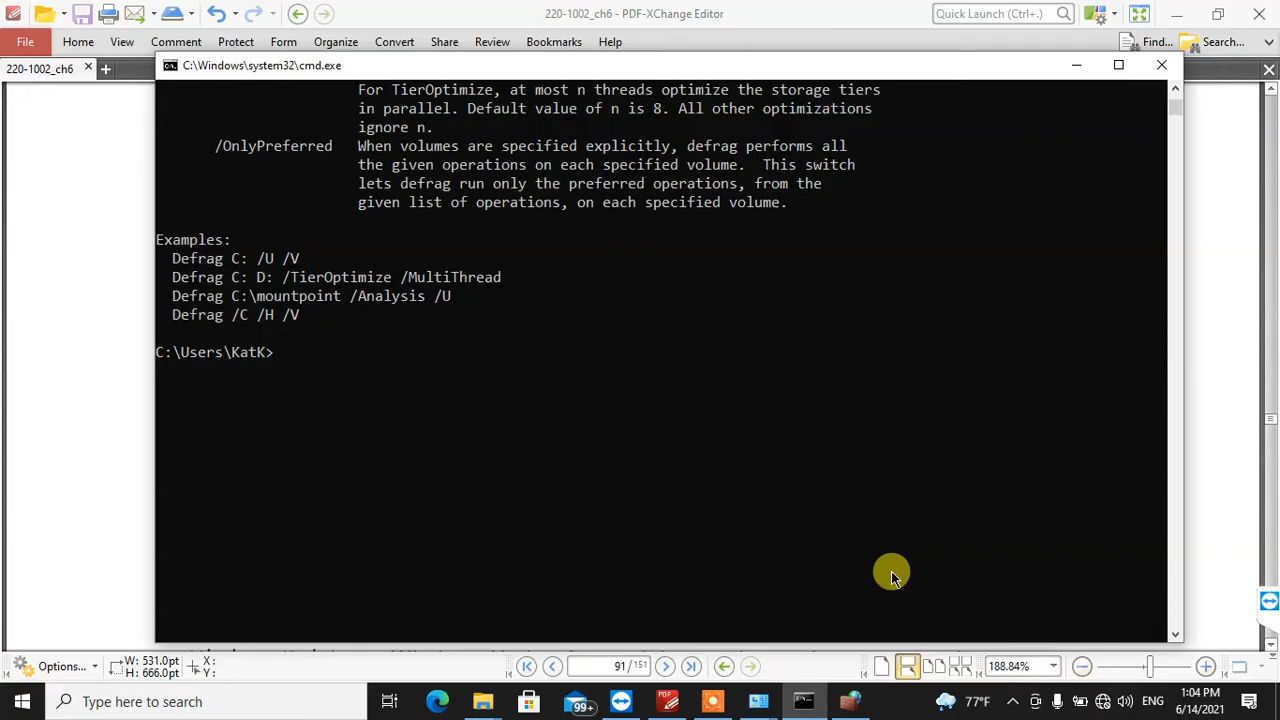 220-1002_ch6 - PDF-XChange Editor
Quick Launch (Ctrl+.)
File Home View Comment Protect Form Organize Convert Share Review Bookmarks Help Find... Search...
220-1002_ch6
C:\Windows\system32\cmd.exe
For TierOptimize, at most n threads optimize the storage tiers
in parallel. Default value of n is 8. All other optimizations
ignore n.
/OnlyPreferred When volumes are specified explicitly, defrag performs all
the given operations on each specified volume. This switch
lets defrag run only the preferred operations, from the
given list of operations, on each specified volume.
Examples:
Defrag C: /U /V
Defrag C: D: /TierOptimize /MultiThread
Defrag C:\mountpoint /Analysis /U
Defrag /C /H /V
C:\Users\KatK>
Options... W: 531.0pt X:
H: 666.0pt Y:
91 / 151
188.84%
Type here to search
99+
PDF
77°F
ENG
1:04 PM
6/14/2021